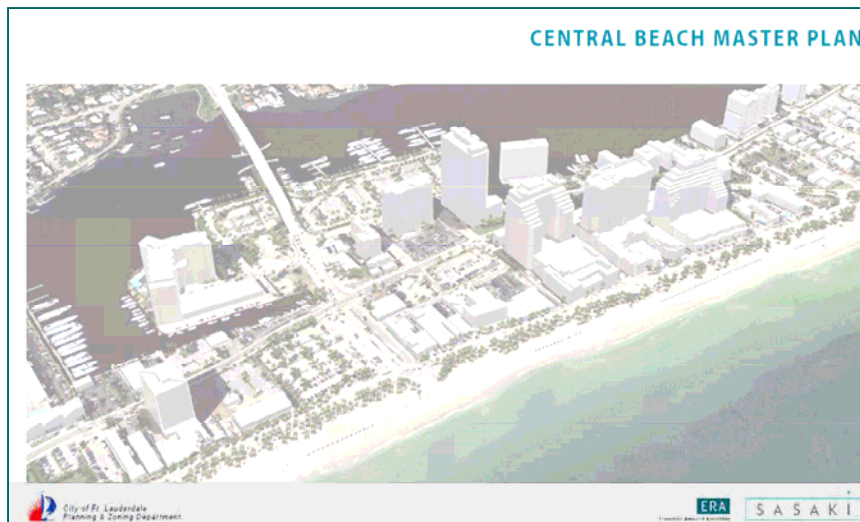 CENTRAL BEACH MASTER PLAN
City of Ft. Lauderdale
Planning & Zoning Department
ERA
SASAKI